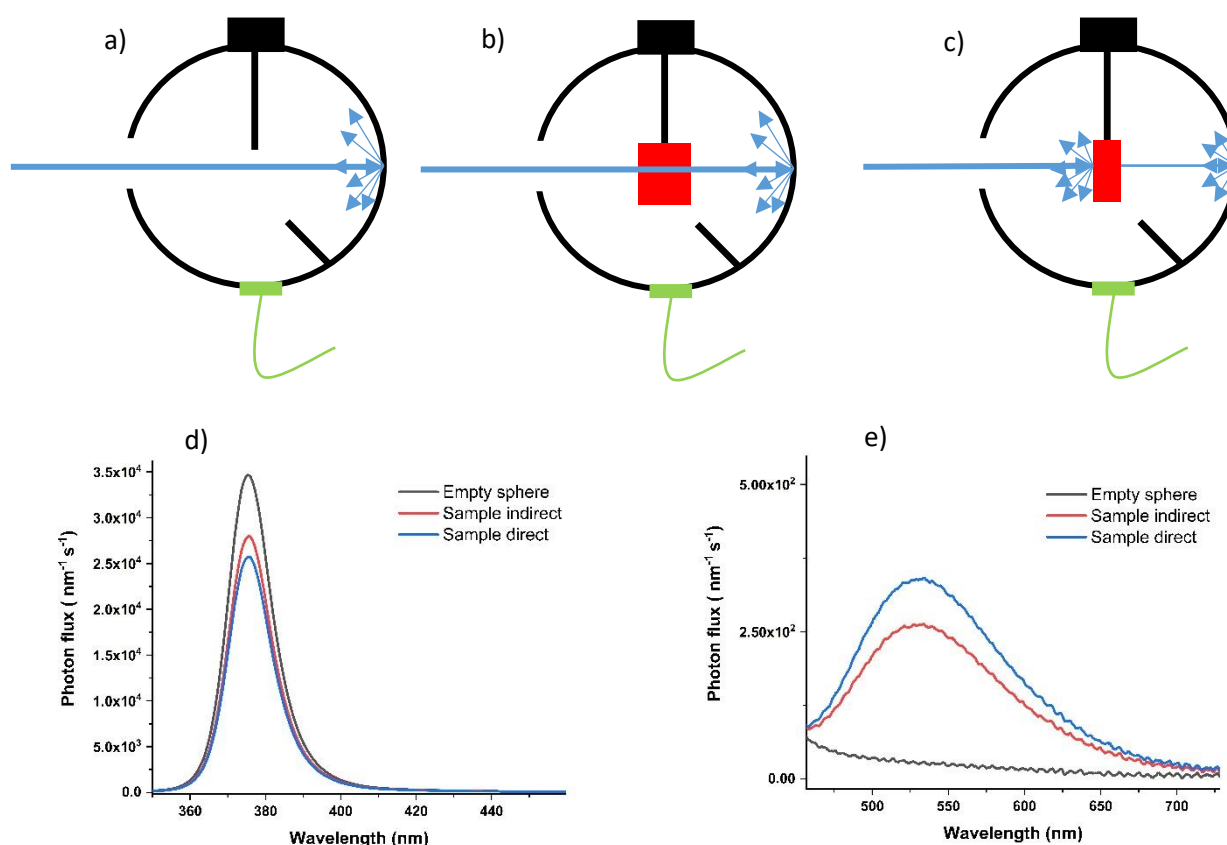 a)
b)
c)
d)
3.5x10⁴
3.0x10⁴
2.5x10⁴
2.0x10⁴
1.5x10⁴
1.0x10⁴
5.0x10³
0.0
Photon flux ( nm⁻¹ s⁻¹)
360 380 400 420 440
Wavelength (nm)
Empty sphere
Sample indirect
Sample direct
e)
5.00x10²
2.50x10²
0.00
Photon flux ( nm⁻¹ s⁻¹)
500 550 600 650 700
Wavelength (nm)
Empty sphere
Sample indirect
Sample direct